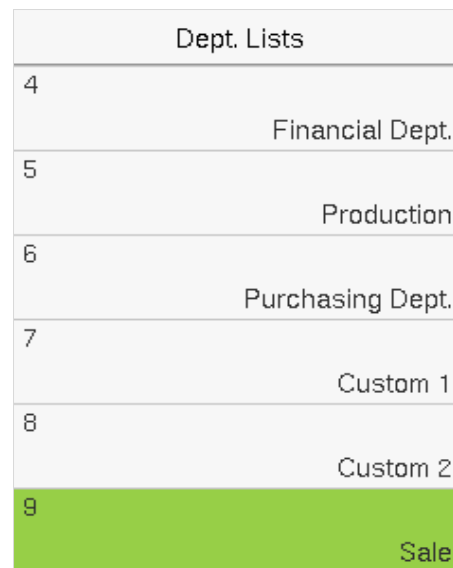 Dept. Lists
4
Financial Dept.
5
Production
6
Purchasing Dept.
7
Custom 1
8
Custom 2
9
Sale